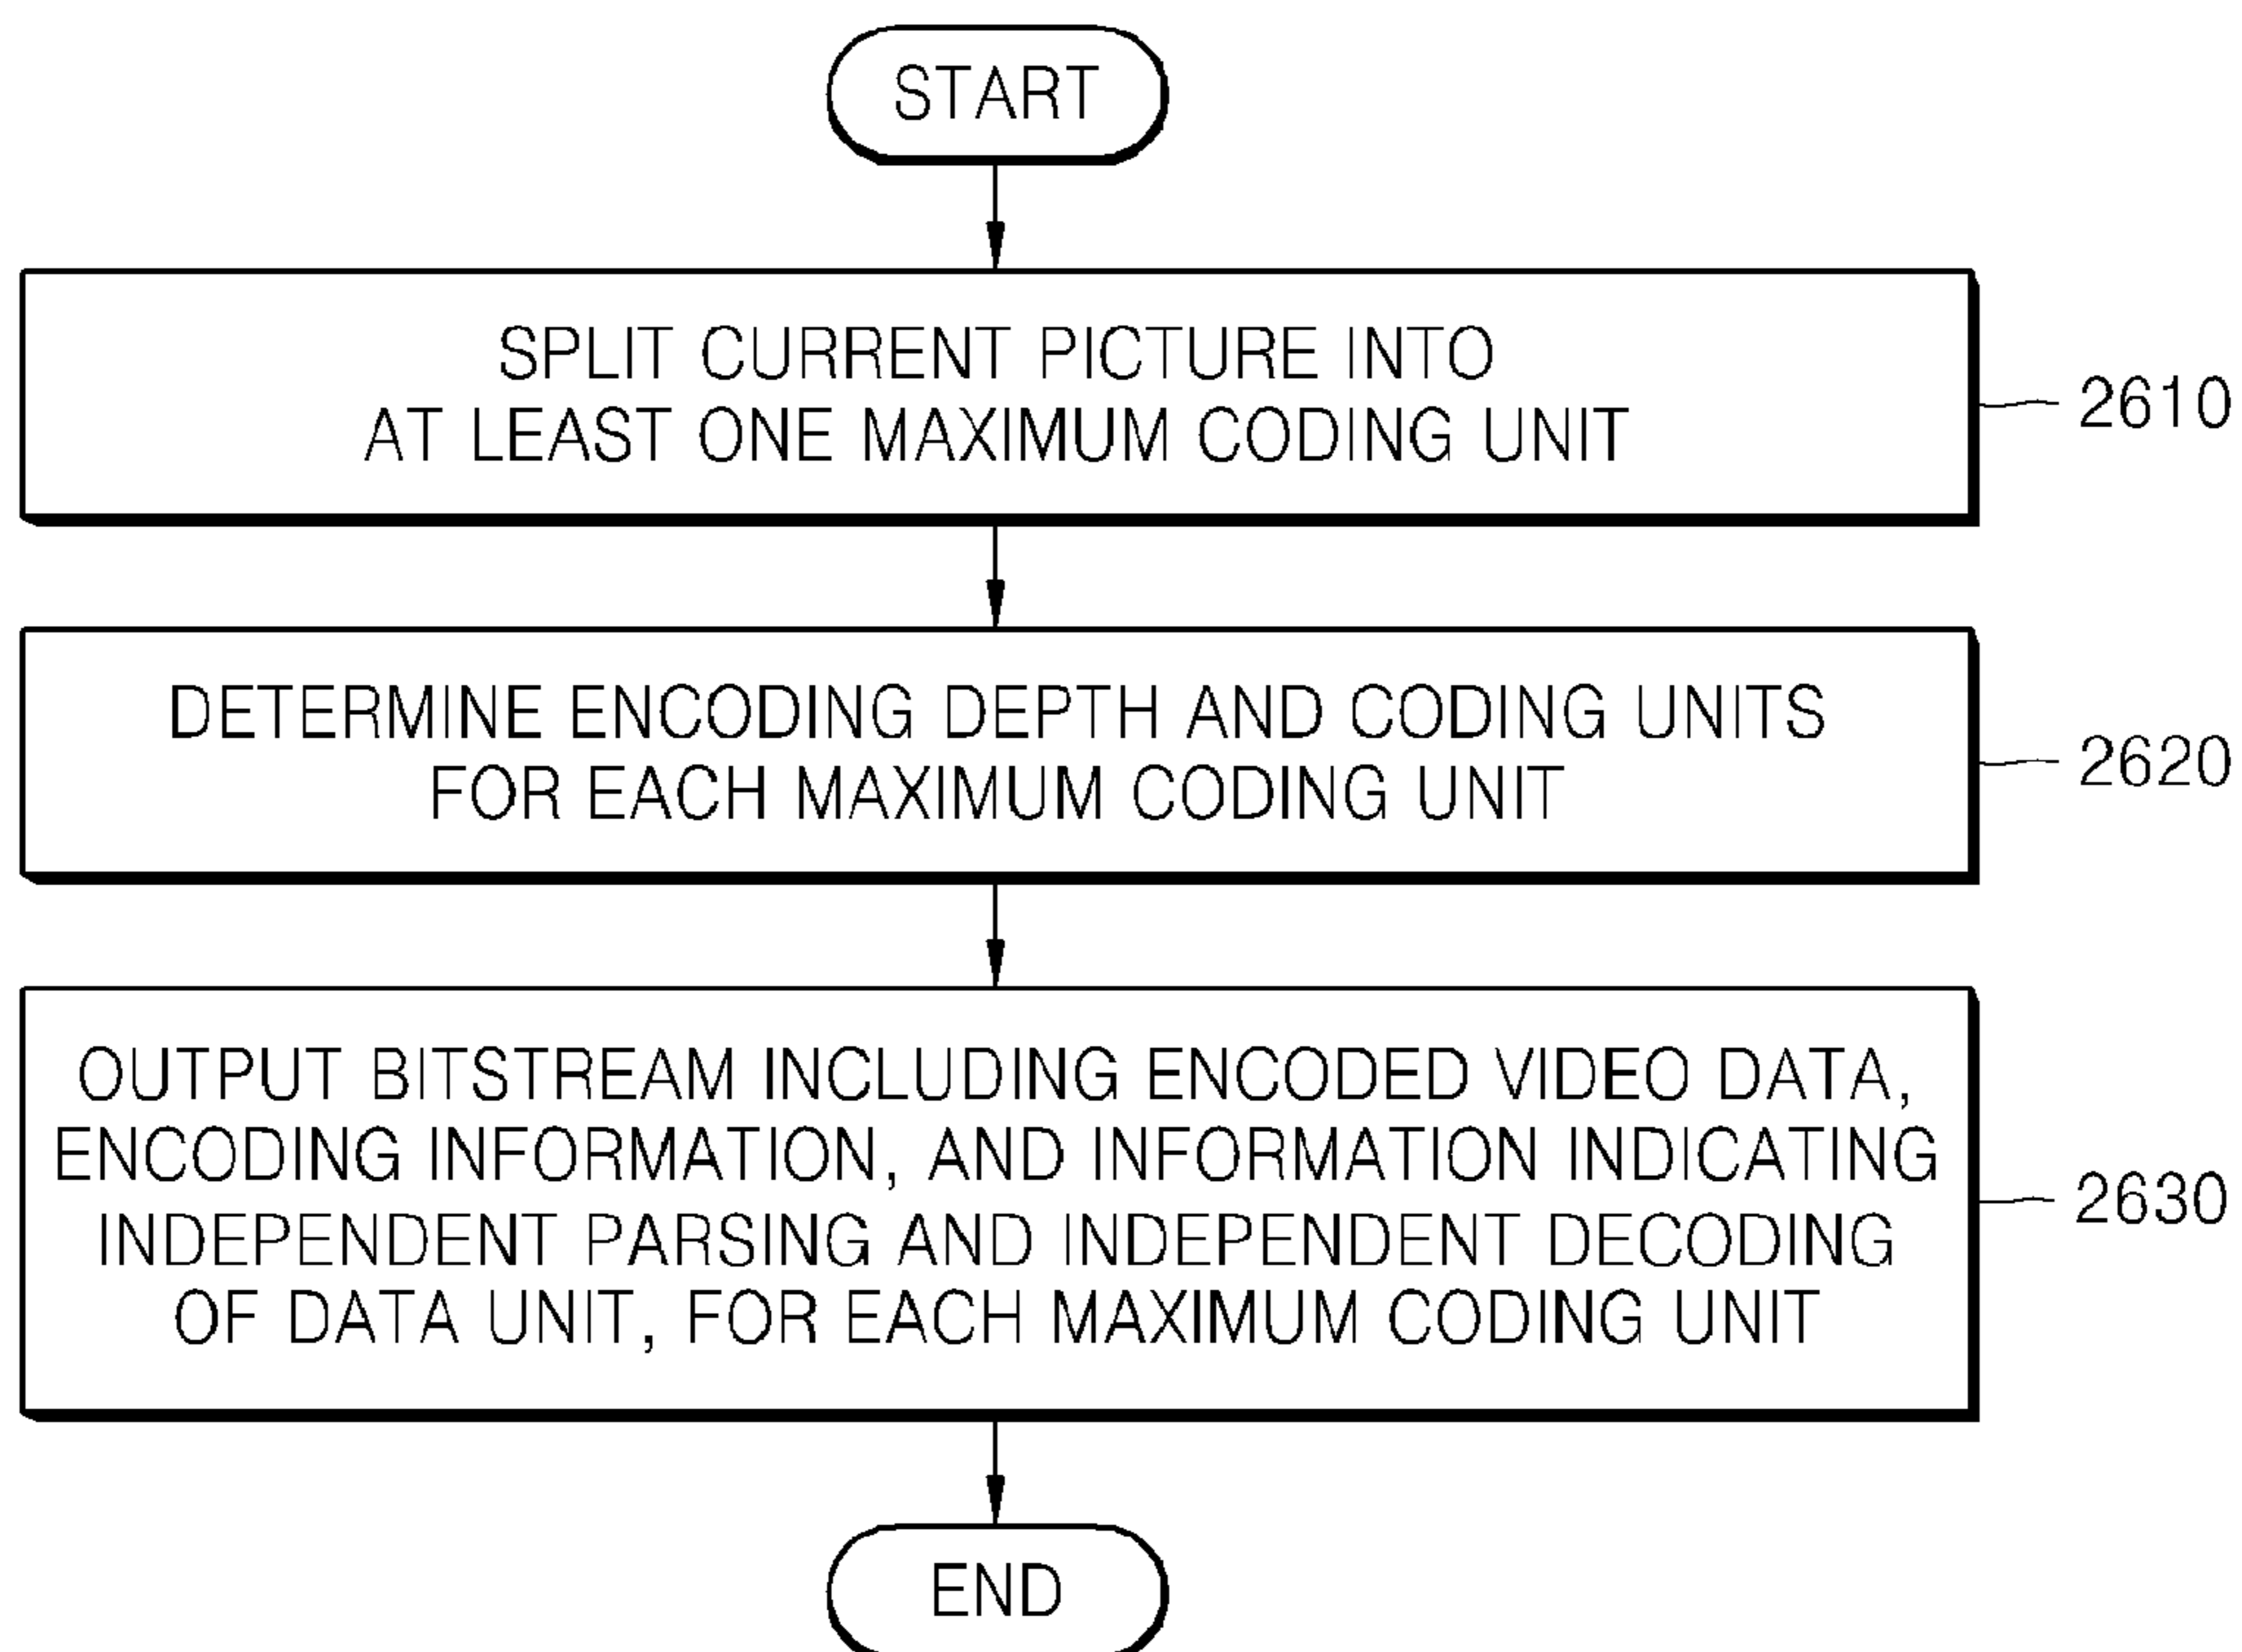 START
SPLIT CURRENT PICTURE INTO
AT LEAST ONE MAXIMUM CODING UNIT
2610
DETERMINE ENCODING DEPTH AND CODING UNITS
FOR EACH MAXIMUM CODING UNIT
2620
OUTPUT BITSTREAM INCLUDING ENCODED VIDEO DATA,
ENCODING INFORMATION, AND INFORMATION INDICATING
INDEPENDENT PARSING AND INDEPENDENT DECODING
OF DATA UNIT, FOR EACH MAXIMUM CODING UNIT
2630
END